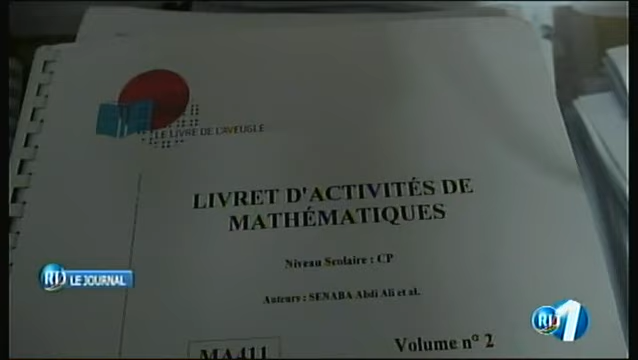 LE LIVRE DE L'AVEUGLE
LIVRET D'ACTIVITÉS DE
MATHÉMATIQUES
Niveau Scolaire : CP
Auteurs : SENABA Abdi Ali et al.
MA411
Volume n° 2
LE JOURNAL
1